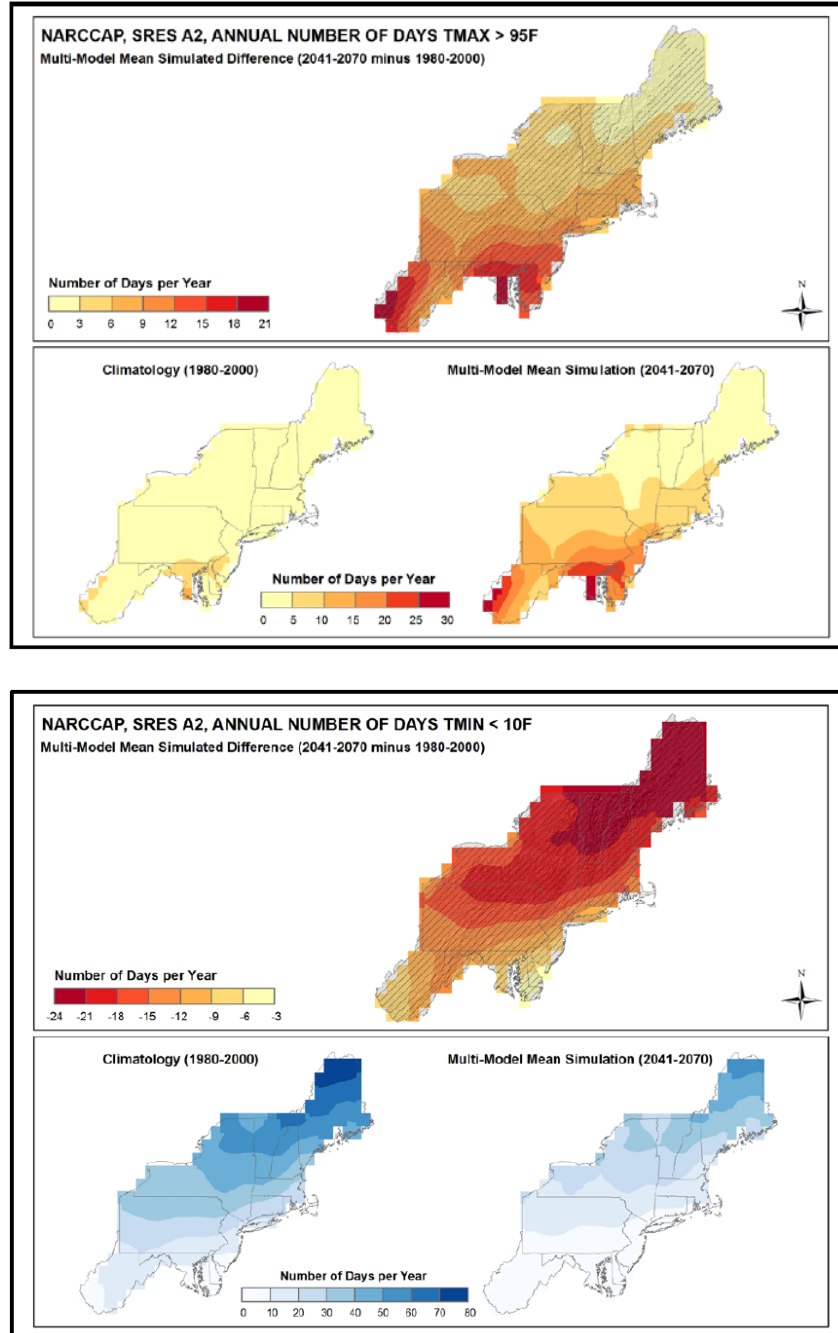 NARCCAP, SRES A2, ANNUAL NUMBER OF DAYS TMAX > 95F
Multi-Model Mean Simulated Difference (2041-2070 minus 1980-2000)
Number of Days per Year
0 3 6 9 12 15 18 21
N
Climatology (1980-2000)
Multi-Model Mean Simulation (2041-2070)
Number of Days per Year
0 5 10 15 20 25 30
NARCCAP, SRES A2, ANNUAL NUMBER OF DAYS TMIN < 10F
Multi-Model Mean Simulated Difference (2041-2070 minus 1980-2000)
Number of Days per Year
-24 -21 -18 -15 -12 -9 -6 -3
N
Climatology (1980-2000)
Multi-Model Mean Simulation (2041-2070)
Number of Days per Year
0 10 20 30 40 50 60 70 80